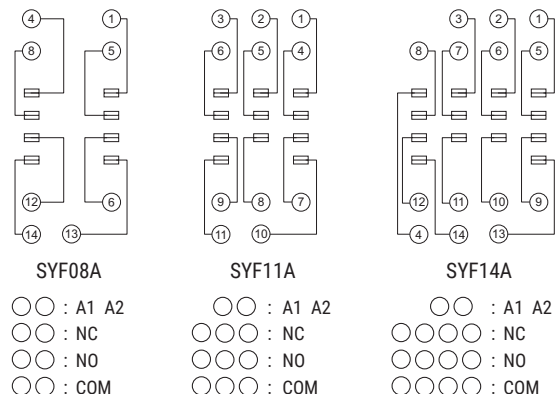 4 1 3 2 1 3 2 1
8 5 6 5 4 8 7 6 5
12 6 9 8 7 12 11 10 9
14 13 11 10 4 14 13
SYF08A SYF11A SYF14A
: A1 A2 : A1 A2 : A1 A2
: NC : NC : NC
: NO : NO : NO
: COM : COM : COM